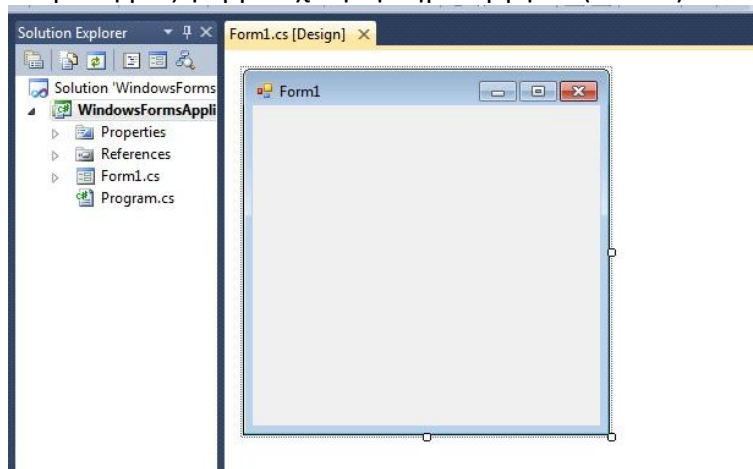 Solution Explorer
Form1.cs [Design]
Solution 'WindowsForms
WindowsFormsAppli
Properties
References
Form1.cs
Program.cs
Form1